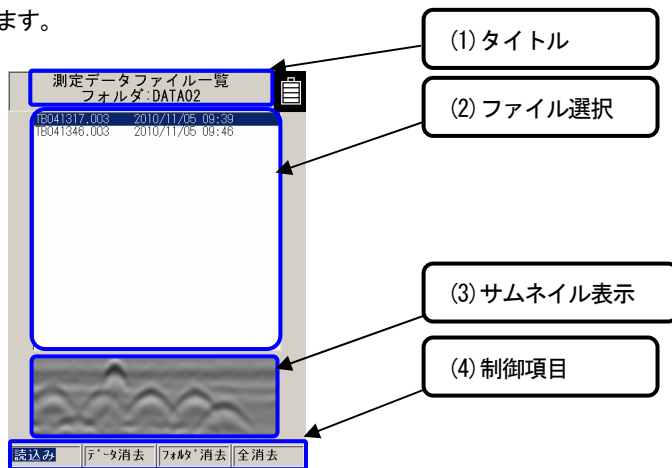 ます。
(1)タイトル
測定データファイル一覧
フォルダ:DATA02
(2)ファイル選択
TB041317.003 2010/11/05 09:39
TB041346.003 2010/11/05 09:46
(3)サムネイル表示
(4)制御項目
読込み ﾃﾞｰﾀ消去 ﾌｫﾙﾀﾞ消去 全消去